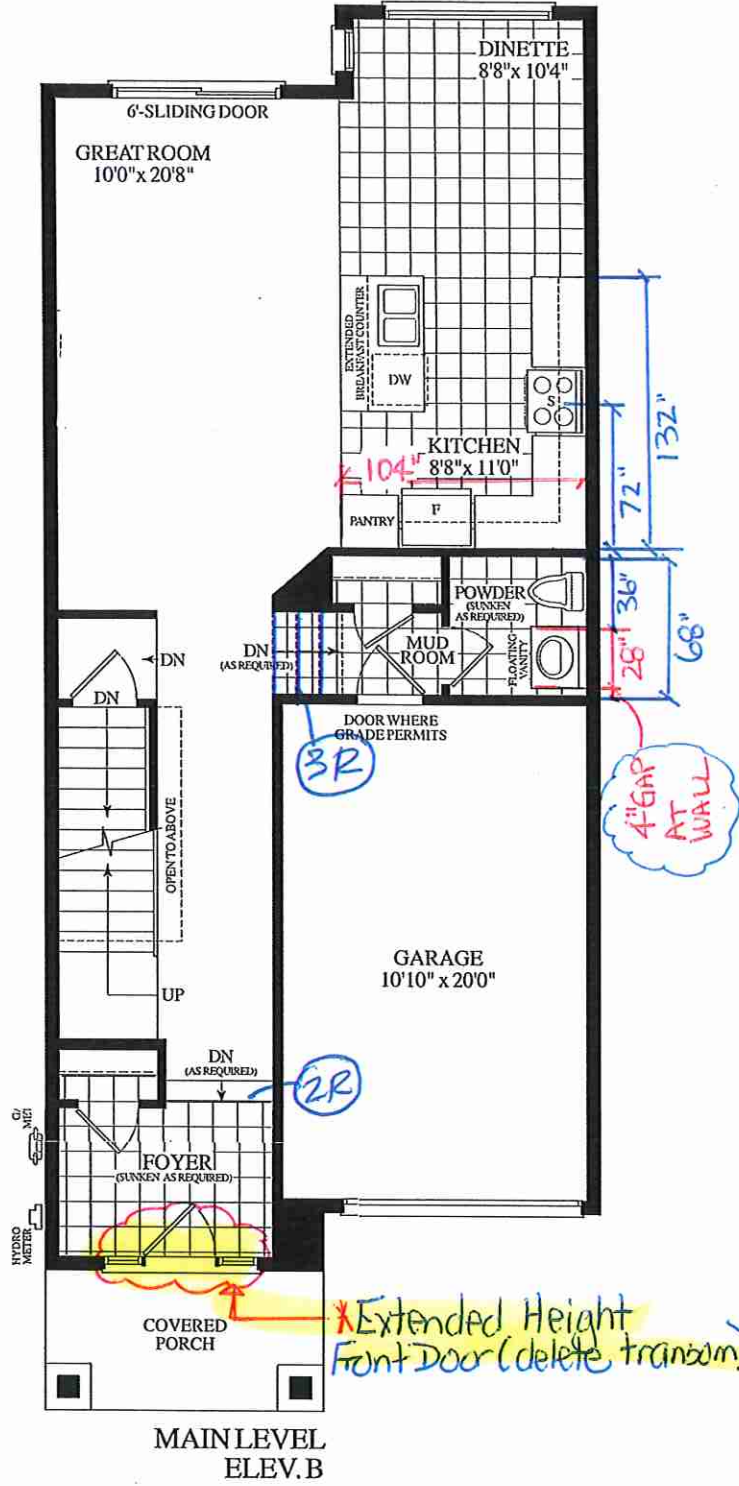 DINETTE
8'8"x 10'4"
6'-SLIDING DOOR
GREAT ROOM
10'0"x 20'8"
EXTENDED
BREAKFAST COUNTER
DW
S
132"
KITCHEN
8'8"x 11'0"
104"
72"
PANTRY
F
POWDER
(SUNKEN
AS REQUIRED)
36"
68"
DN
(AS REQUIRED)
MUD
ROOM
FLOATING
VANITY
28"
DN
DN
DOOR WHERE
GRADE PERMITS
3R
4"GAP
AT
WALL
OPEN TO ABOVE
GARAGE
10'10" x 20'0"
UP
DN
(AS REQUIRED)
2R
FOYER
(SUNKEN AS REQUIRED)
HYDRO
METER
COVERED
PORCH
*Extended Height
Front Door (delete transom)
MAIN LEVEL
ELEV. B